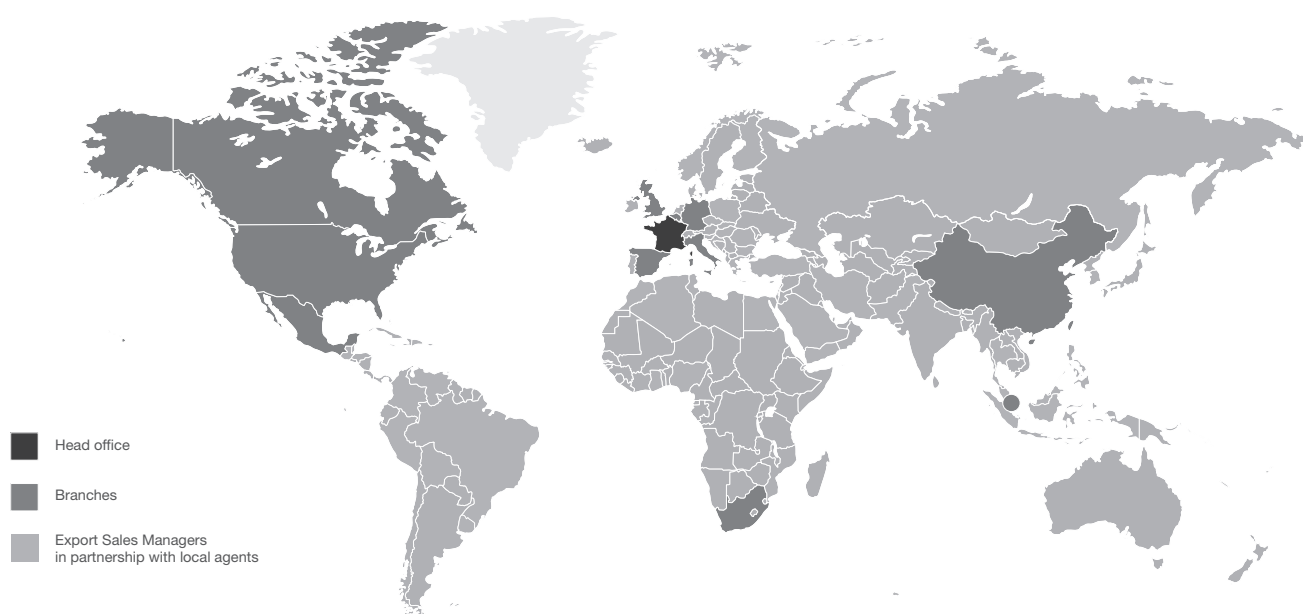 Head office
Branches
Export Sales Managers
in partnership with local agents